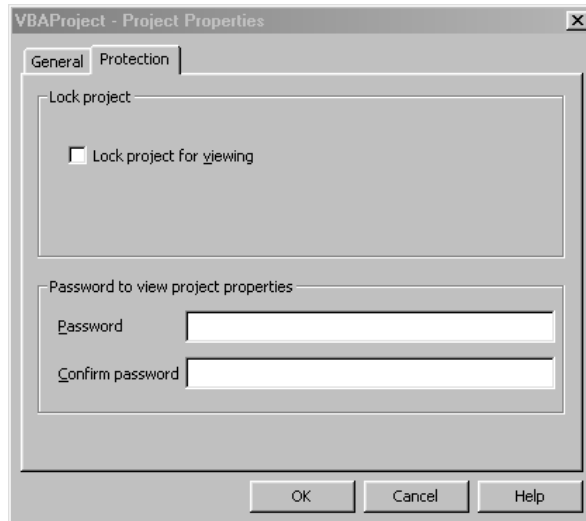 VBAProject - Project Properties
General Protection
Lock project
Lock project for viewing
Password to view project properties
Password
Confirm password
OK Cancel Help